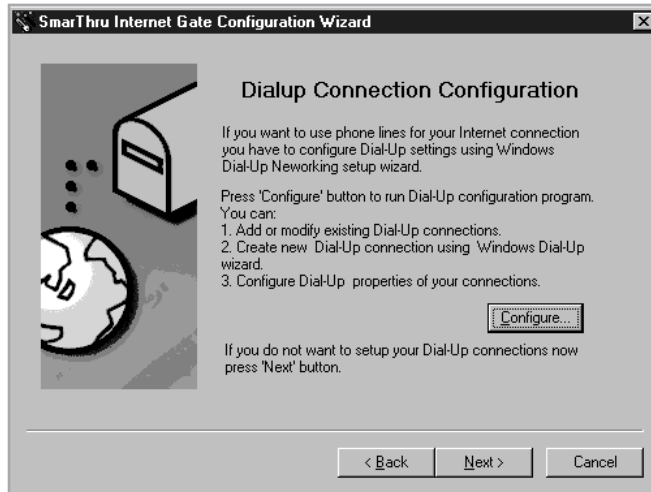 SmarThru Internet Gate Configuration Wizard
Dialup Connection Configuration
If you want to use phone lines for your Internet connection
you have to configure Dial-Up settings using Windows
Dial-Up Neworking setup wizard.
Press 'Configure' button to run Dial-Up configuration program.
You can:
1. Add or modify existing Dial-Up connections.
2. Create new Dial-Up connection using Windows Dial-Up
wizard.
3. Configure Dial-Up properties of your connections.
Configure...
If you do not want to setup your Dial-Up connections now
press 'Next' button.
< Back Next > Cancel